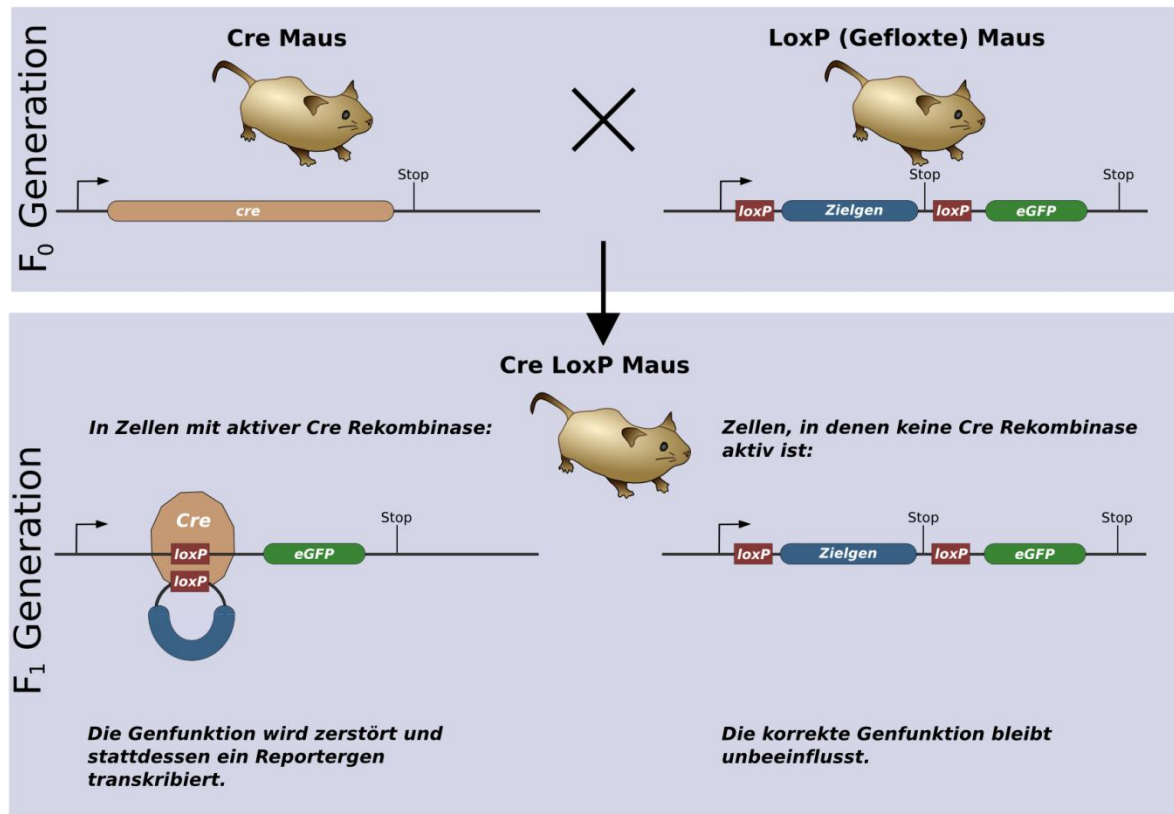 F0 Generation
Cre Maus
LoxP (Gefloxte) Maus
Stop
cre
Stop
Stop
loxP
Zielgen
loxP
eGFP
F1 Generation
Cre LoxP Maus
In Zellen mit aktiver Cre Rekombinase:
Zellen, in denen keine Cre Rekombinase
aktiv ist:
Cre
loxP
loxP
eGFP
Stop
Stop
Stop
loxP
Zielgen
loxP
eGFP
Die Genfunktion wird zerstört und
stattdessen ein Reportergen
transkribiert.
Die korrekte Genfunktion bleibt
unbeeinflusst.